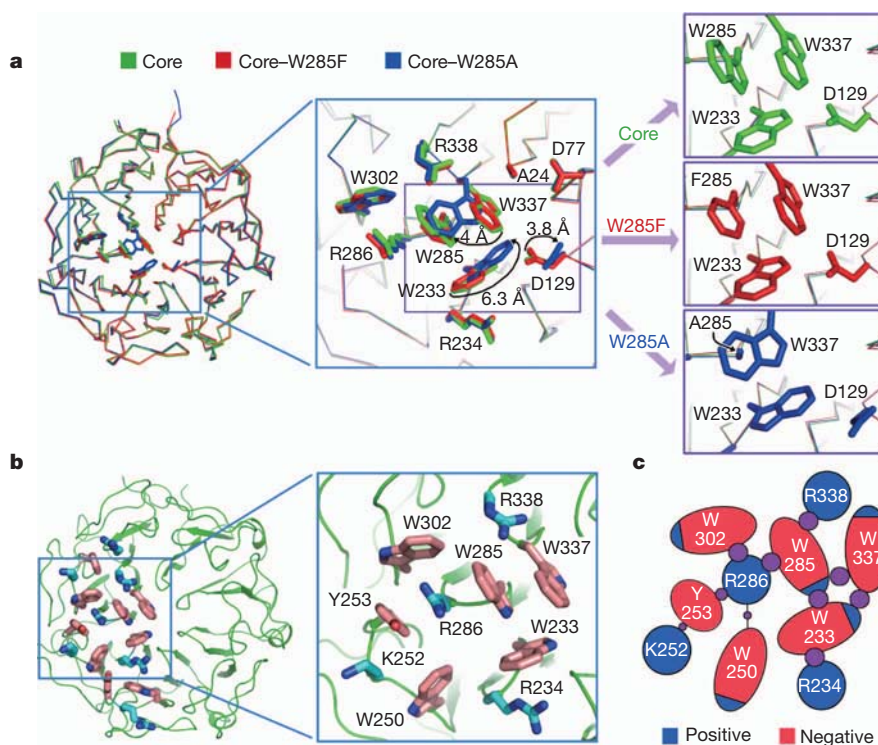 a
Core
Core–W285F
Core–W285A
R338
D77
W302
A24
W337
4 Å
3.8 Å
R286
W285
D129
W233
6.3 Å
R234
Core
W285F
W285A
W285
W337
D129
W233
F285
W337
D129
W233
A285
W337
D129
W233
b
R338
W302
W285
W337
Y253
R286
W233
K252
W250
R234
c
R338
W
302
W
285
W
337
R286
Y
253
W
233
K252
W
250
R234
Positive
Negative